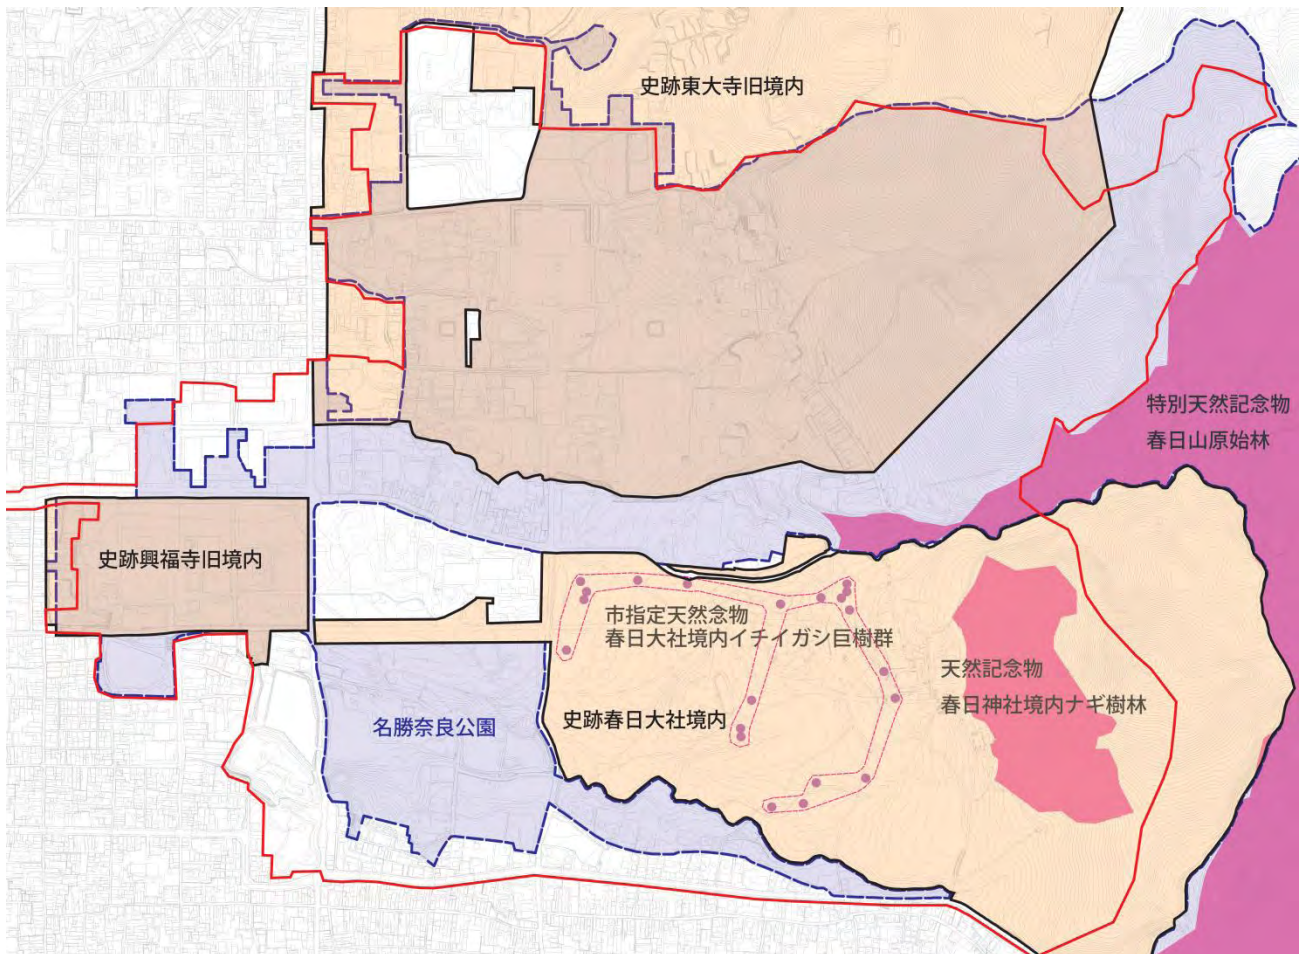 史跡東大寺旧境内
特別天然記念物
春日山原始林
史跡興福寺旧境内
市指定天然念物
春日大社境内イチイガシ巨樹群
天然記念物
春日神社境内ナギ樹林
史跡春日大社境内
名勝奈良公園